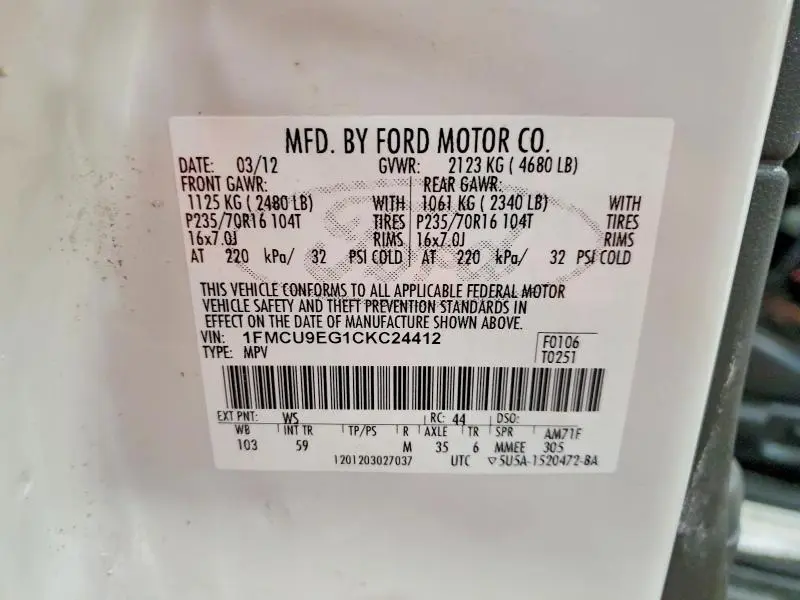 MFD. BY FORD MOTOR CO.
DATE: 03/12 GVWR: 2123 KG ( 4680 LB)
FRONT GAWR: REAR GAWR:
1125 KG ( 2480 LB) WITH 1061 KG ( 2340 LB) WITH
P235/70R16 104T TIRES P235/70R16 104T TIRES
16x7.0J RIMS 16x7.0J RIMS
AT 220 kPa/ 32 PSI COLD AT 220 kPa/ 32 PSI COLD
Ford
THIS VEHICLE CONFORMS TO ALL APPLICABLE FEDERAL MOTOR
VEHICLE SAFETY AND THEFT PREVENTION STANDARDS IN
EFFECT ON THE DATE OF MANUFACTURE SHOWN ABOVE.
VIN: 1FMCU9EG1CKC24412 F0106
TYPE: MPV T0251
EXT PNT: WS RC: 44 DSO:
WB INT TR TP/PS R AXLE TR SPR AM71F
103 59 M 35 6 MMEE 305
1201203027037 UTC ▽5U5A-1520472-BA